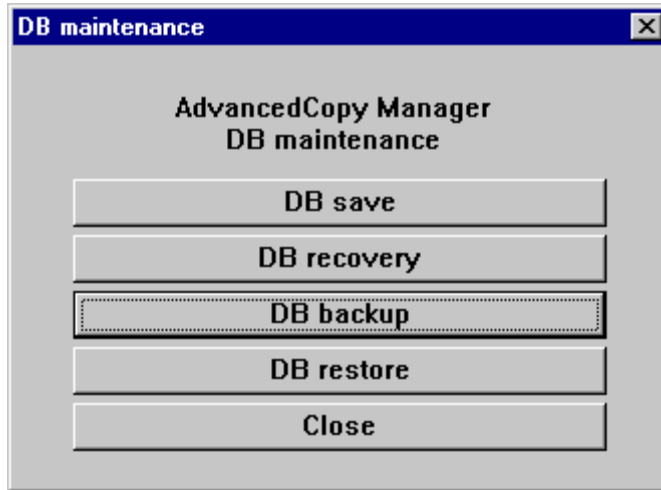 DB maintenance
AdvancedCopy Manager
DB maintenance
DB save
DB recovery
DB backup
DB restore
Close